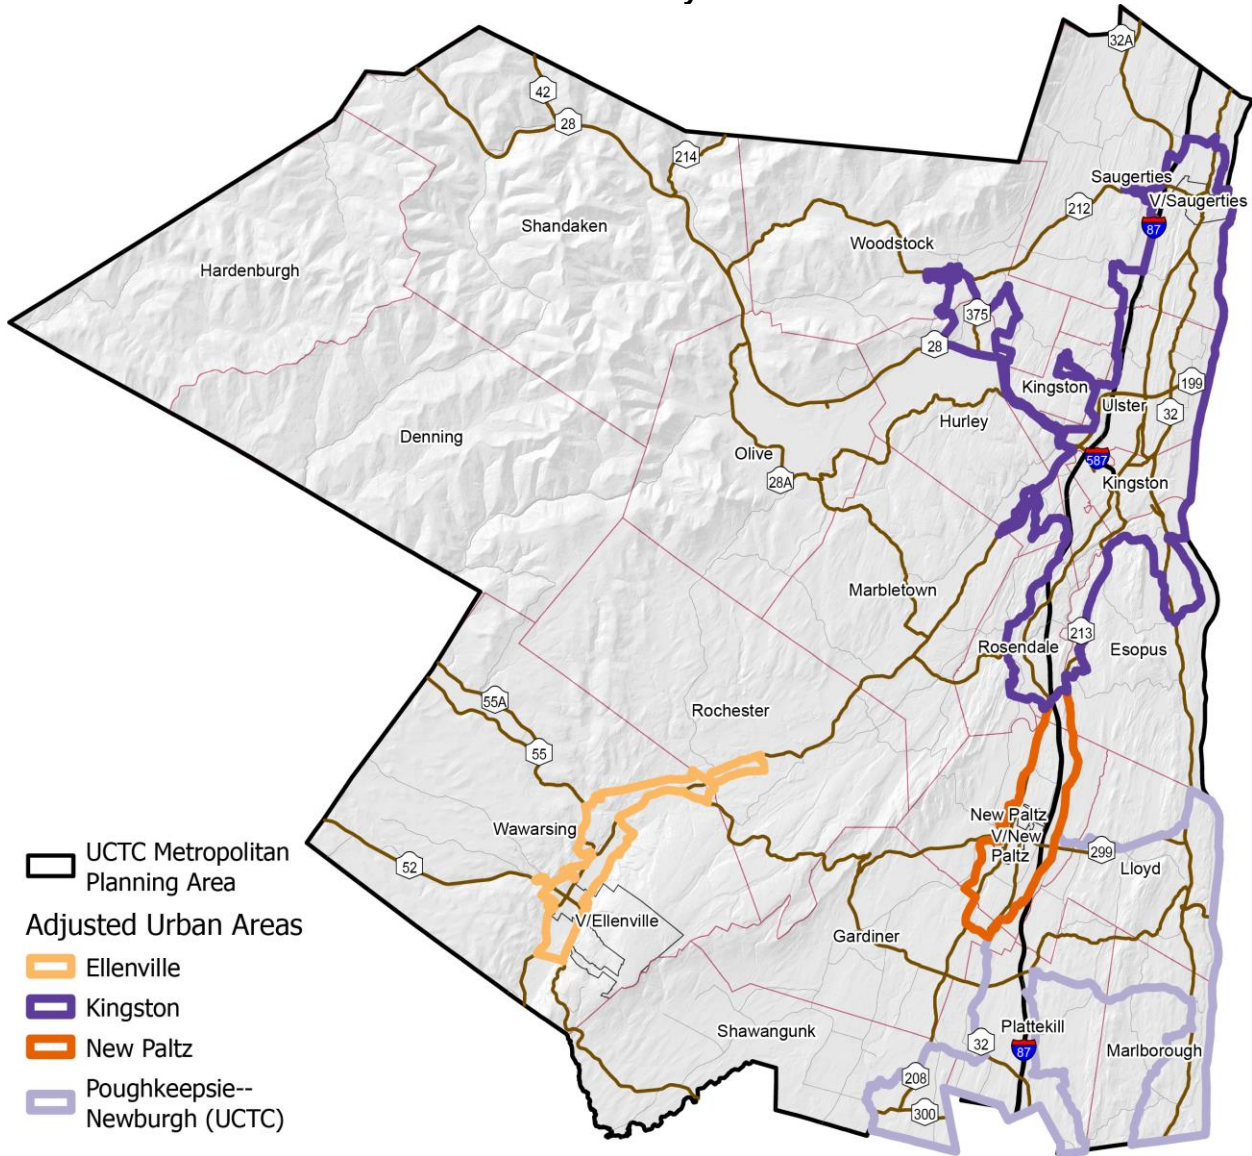 32A
42
28
214
Saugerties
V/Saugerties
212
87
Shandaken
Woodstock
Hardenburgh
375
28
Kingston
199
Ulster
32
Hurley
Denning
Olive
587
28A
Kingston
Marbletown
213
Rosendale
Esopus
55A
Rochester
55
New Paltz
V/New
Paltz
Wawarsing
299
52
Lloyd
V/Ellenville
Gardiner
Shawangunk
Plattekill
32
87
Marlborough
208
300
UCTC Metropolitan
Planning Area
Adjusted Urban Areas
Ellenville
Kingston
New Paltz
Poughkeepsie--
Newburgh (UCTC)